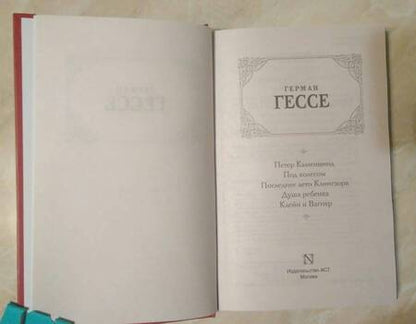 ГЕРМАН
ГЕССЕ
Петер Каменцинд
Под колесом
Последнее лето Клингзора
Душа ребенка
Клейн и Вагнер
Издательство АСТ
Москва